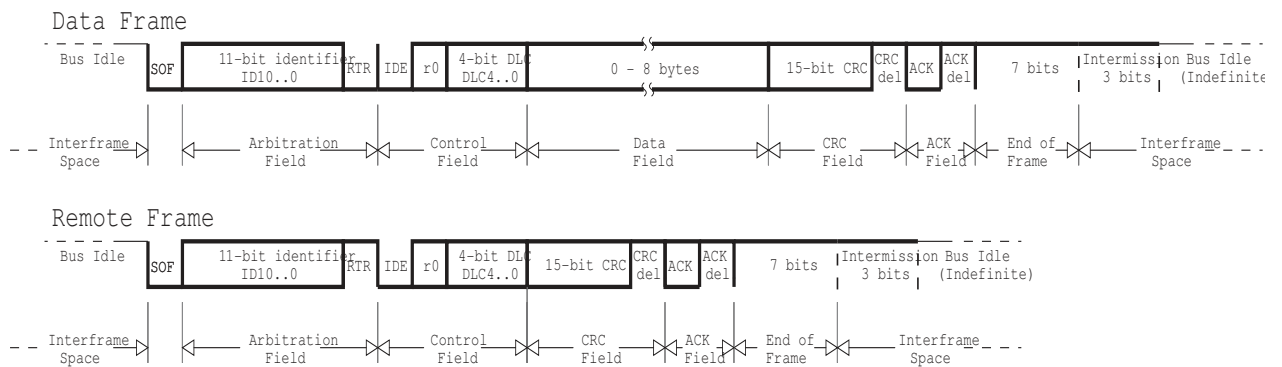 Data Frame
Bus Idle
SOF
11-bit identifier
ID10..0
RTR
IDE
r0
4-bit DLC
DLC4..0
0 - 8 bytes
15-bit CRC
CRC
del
ACK
ACK
del
7 bits
Intermission
3 bits
Bus Idle
(Indefinite
Interframe
Space
Arbitration
Field
Control
Field
Data
Field
CRC
Field
ACK
Field
End of
Frame
Interframe
Space
Remote Frame
Bus Idle
SOF
11-bit identifier
ID10..0
RTR
IDE
r0
4-bit DLC
DLC4..0
15-bit CRC
CRC
del
ACK
ACK
del
7 bits
Intermission
3 bits
Bus Idle
(Indefinite)
Interframe
Space
Arbitration
Field
Control
Field
CRC
Field
ACK
Field
End of
Frame
Interframe
Space